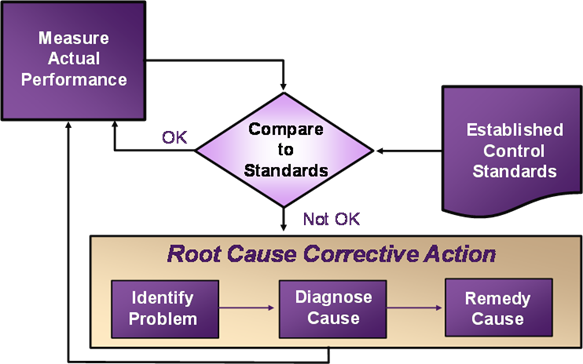 Measure
Actual
Performance
Compare
to
Standards
OK
Established
Control
Standards
Not OK
Root Cause Corrective Action
Identify
Problem
Diagnose
Cause
Remedy
Cause